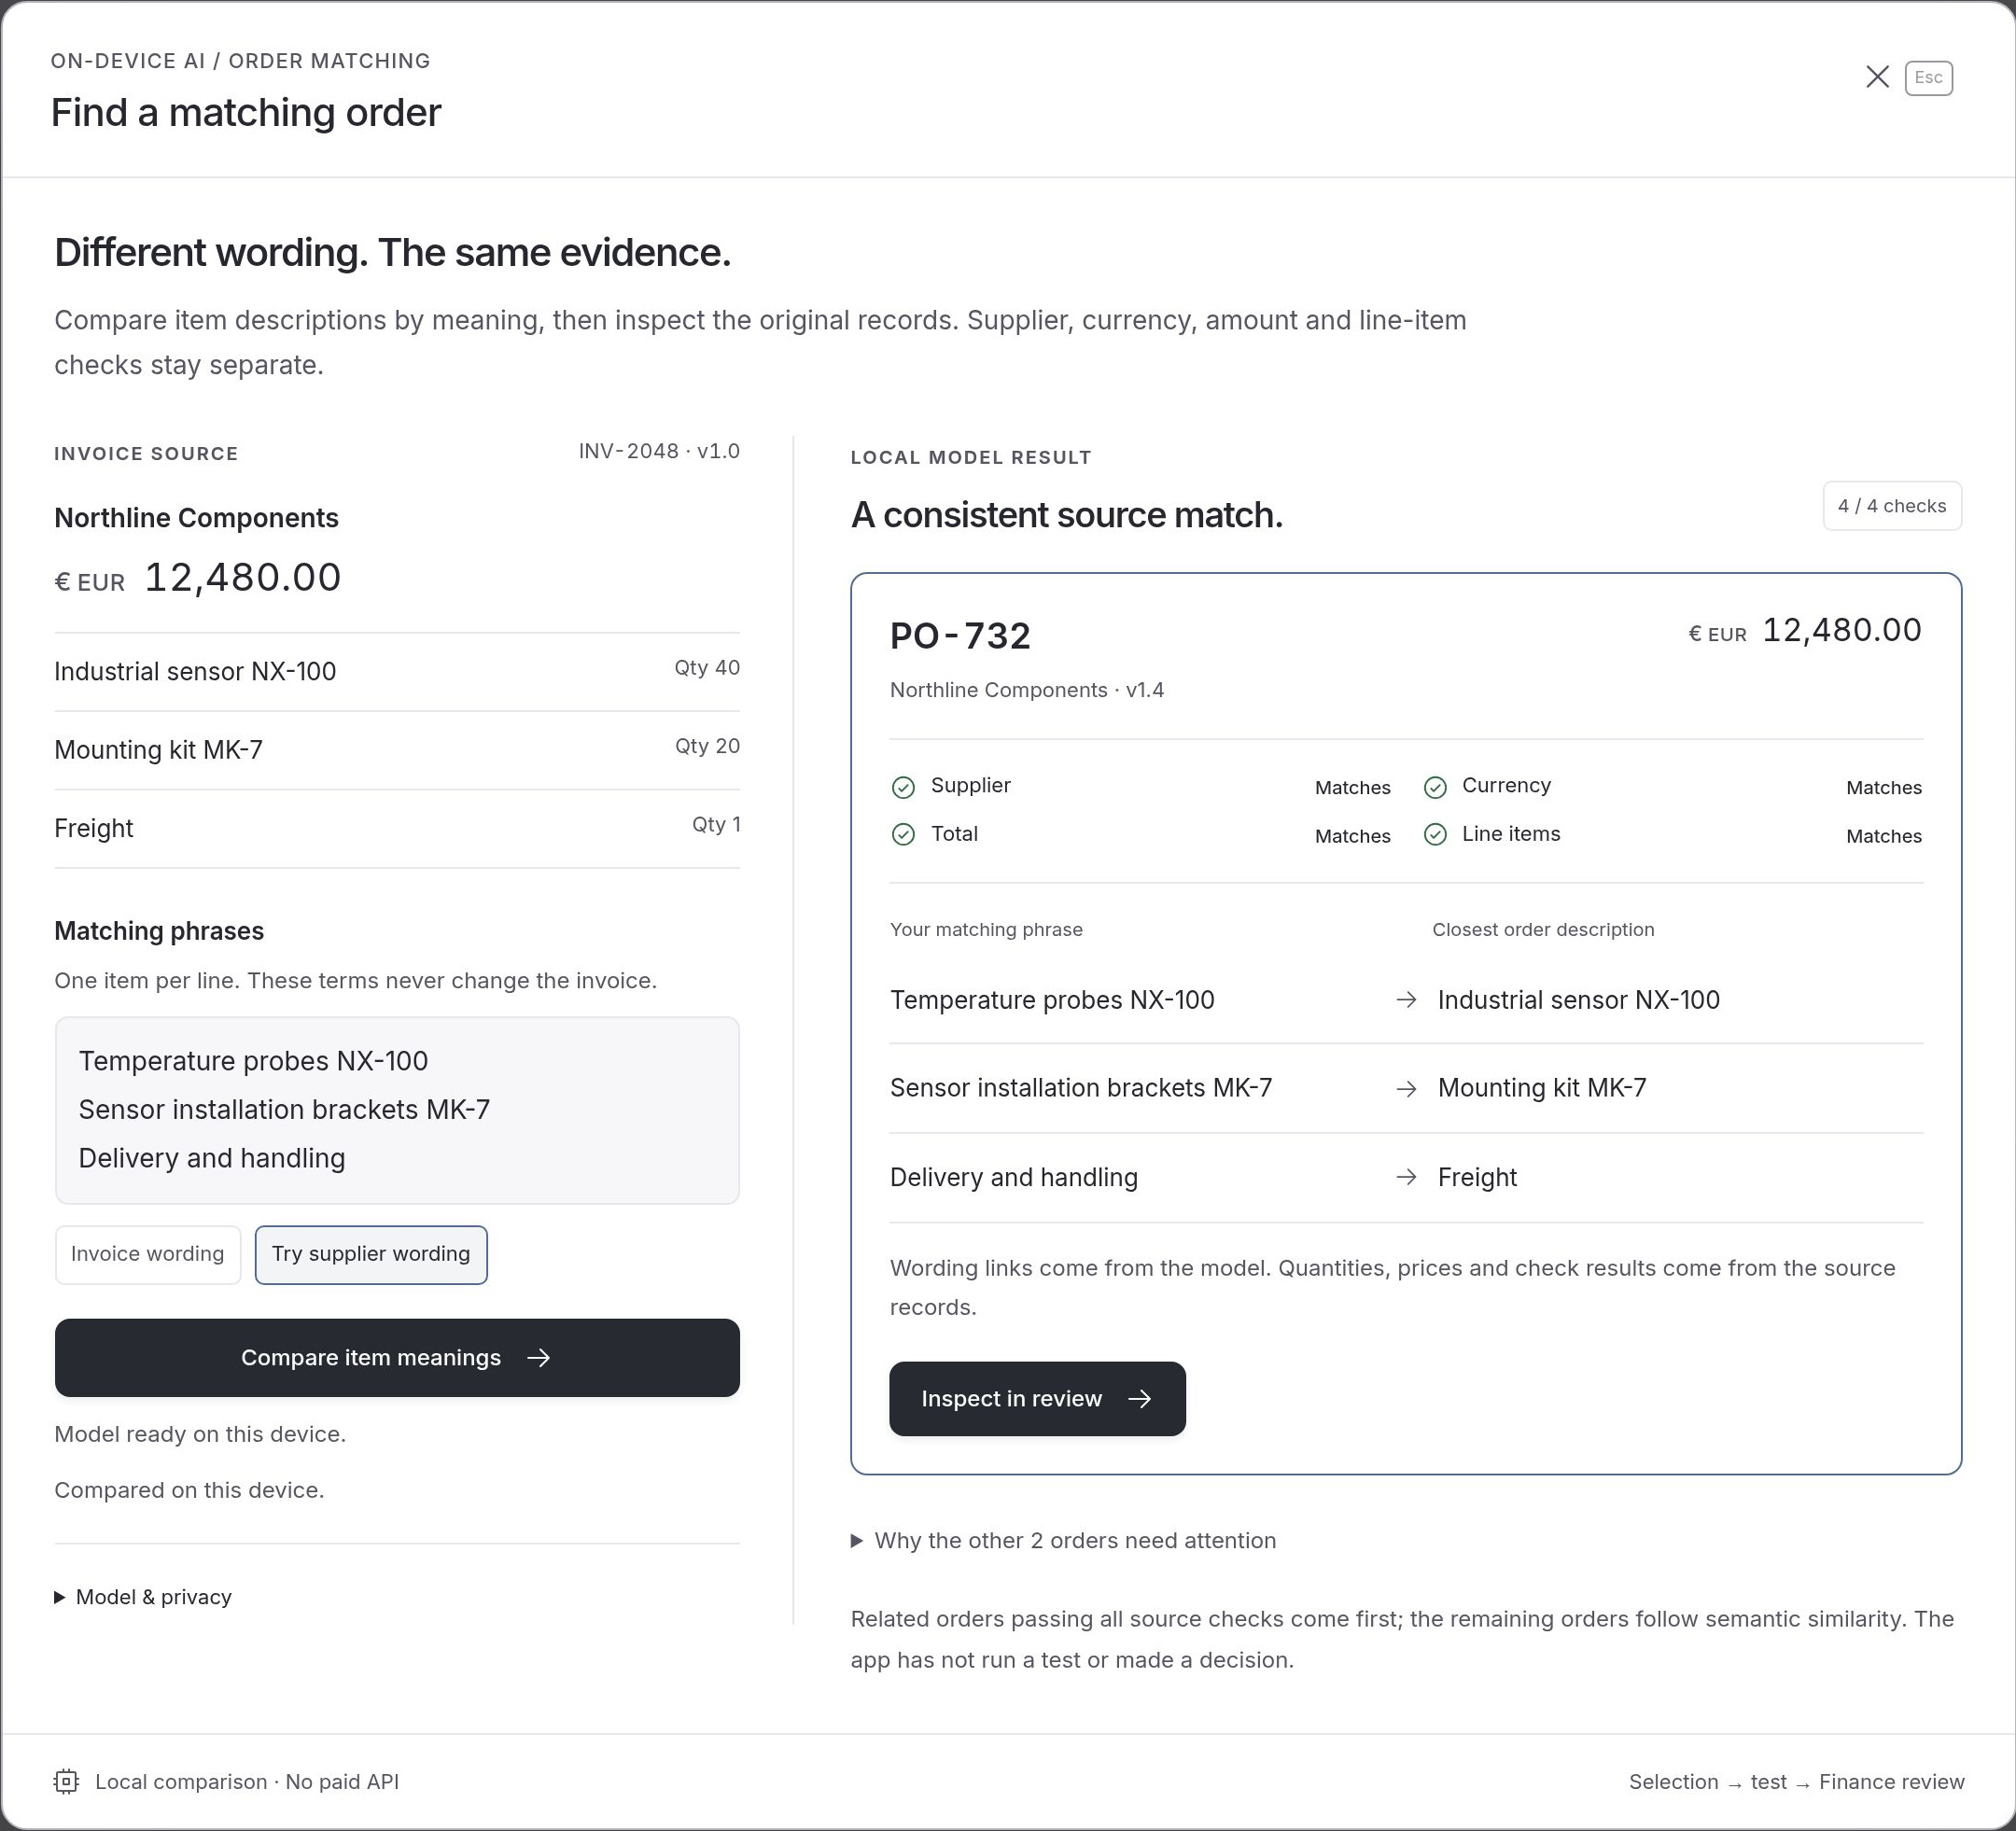 ON-DEVICE AI / ORDER MATCHING
Find a matching order
Esc
Different wording. The same evidence.
Compare item descriptions by meaning, then inspect the original records. Supplier, currency, amount and line-item
checks stay separate.
INVOICE SOURCE
INV-2048 · v1.0
Northline Components
€ EUR 12,480.00
Industrial sensor NX-100 Qty 40
Mounting kit MK-7 Qty 20
Freight Qty 1
Matching phrases
One item per line. These terms never change the invoice.
Temperature probes NX-100
Sensor installation brackets MK-7
Delivery and handling
Invoice wording
Try supplier wording
Compare item meanings →
Model ready on this device.
Compared on this device.
▶ Model & privacy
LOCAL MODEL RESULT
A consistent source match.
4 / 4 checks
PO-732
€ EUR 12,480.00
Northline Components · v1.4
Supplier Matches
Currency Matches
Total Matches
Line items Matches
Your matching phrase
Closest order description
Temperature probes NX-100 → Industrial sensor NX-100
Sensor installation brackets MK-7 → Mounting kit MK-7
Delivery and handling → Freight
Wording links come from the model. Quantities, prices and check results come from the source
records.
Inspect in review →
▶ Why the other 2 orders need attention
Related orders passing all source checks come first; the remaining orders follow semantic similarity. The
app has not run a test or made a decision.
Local comparison · No paid API
Selection → test → Finance review